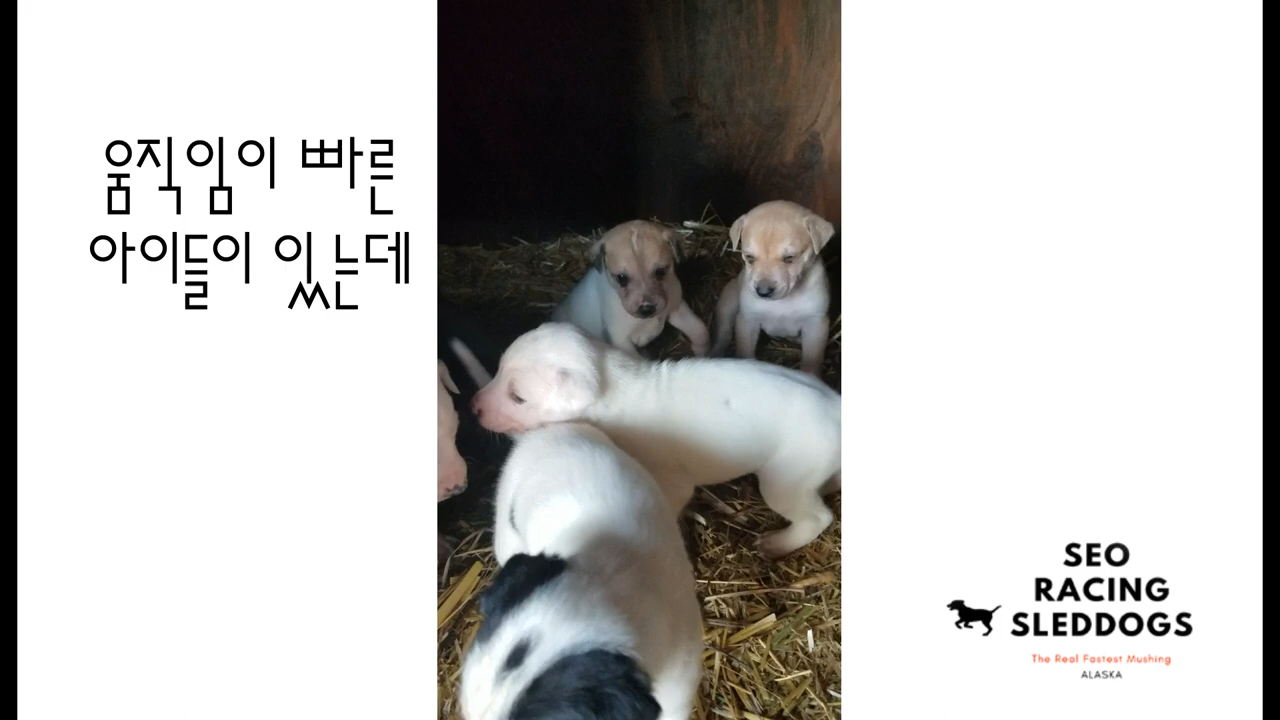 움직임이 빠른
아이들이 있는데
SEO
RACING
SLEDDOGS
The Real Fastest Mushing
ALASKA